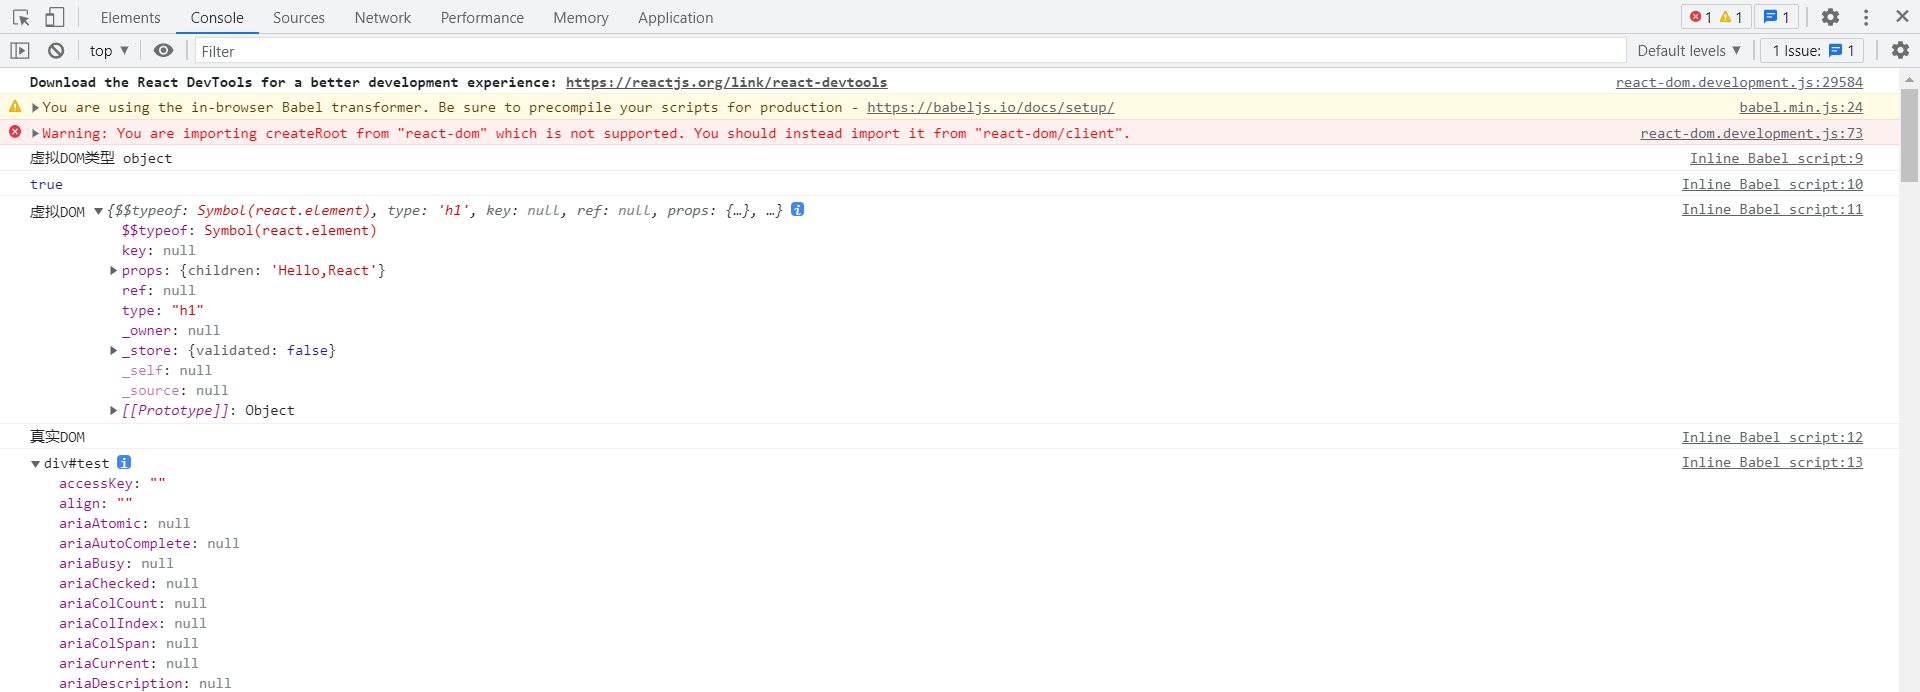 Elements Console Sources Network Performance Memory Application 1 1 1
top Filter Default levels 1 Issue: 1
Download the React DevTools for a better development experience: https://reactjs.org/link/react-devtools react-dom.development.js:29584
You are using the in-browser Babel transformer. Be sure to precompile your scripts for production - https://babeljs.io/docs/setup/ babel.min.js:24
Warning: You are importing createRoot from "react-dom" which is not supported. You should instead import it from "react-dom/client". react-dom.development.js:73
虚拟DOM类型 object Inline Babel script:9
true Inline Babel script:10
虚拟DOM {$$typeof: Symbol(react.element), type: 'h1', key: null, ref: null, props: {…}, …} Inline Babel script:11
$$typeof: Symbol(react.element)
key: null
props: {children: 'Hello,React'}
ref: null
type: "h1"
_owner: null
_store: {validated: false}
_self: null
_source: null
[[Prototype]]: Object
真实DOM Inline Babel script:12
div#test Inline Babel script:13
accessKey: ""
align: ""
ariaAtomic: null
ariaAutoComplete: null
ariaBusy: null
ariaChecked: null
ariaColCount: null
ariaColIndex: null
ariaColSpan: null
ariaCurrent: null
ariaDescription: null